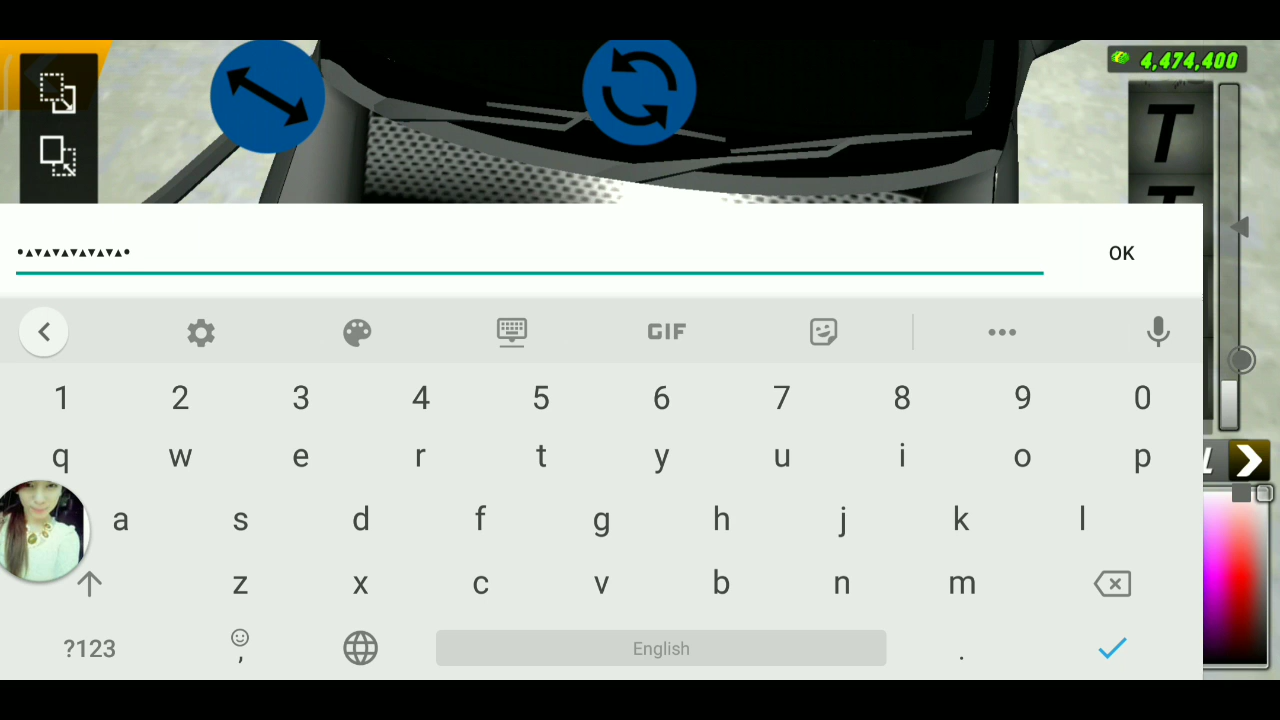 4,474,400
T
T
•▴▾▴▾▴▾▴▾▴▾▴•
OK
GIF
1 2 3 4 5 6 7 8 9 0
q w e r t y u i o p
a s d f g h j k l
z x c v b n m
?123 , English .